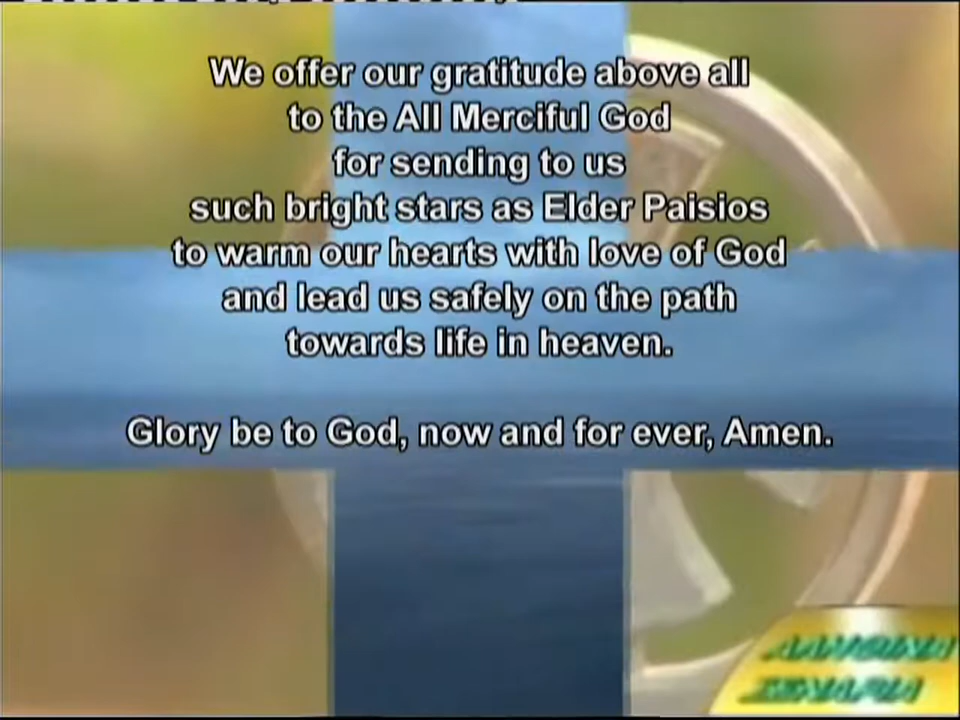 We offer our gratitude above all
to the All Merciful God
for sending to us
such bright stars as Elder Paisios
to warm our hearts with love of God
and lead us safely on the path
towards life in heaven.
Glory be to God, now and for ever, Amen.